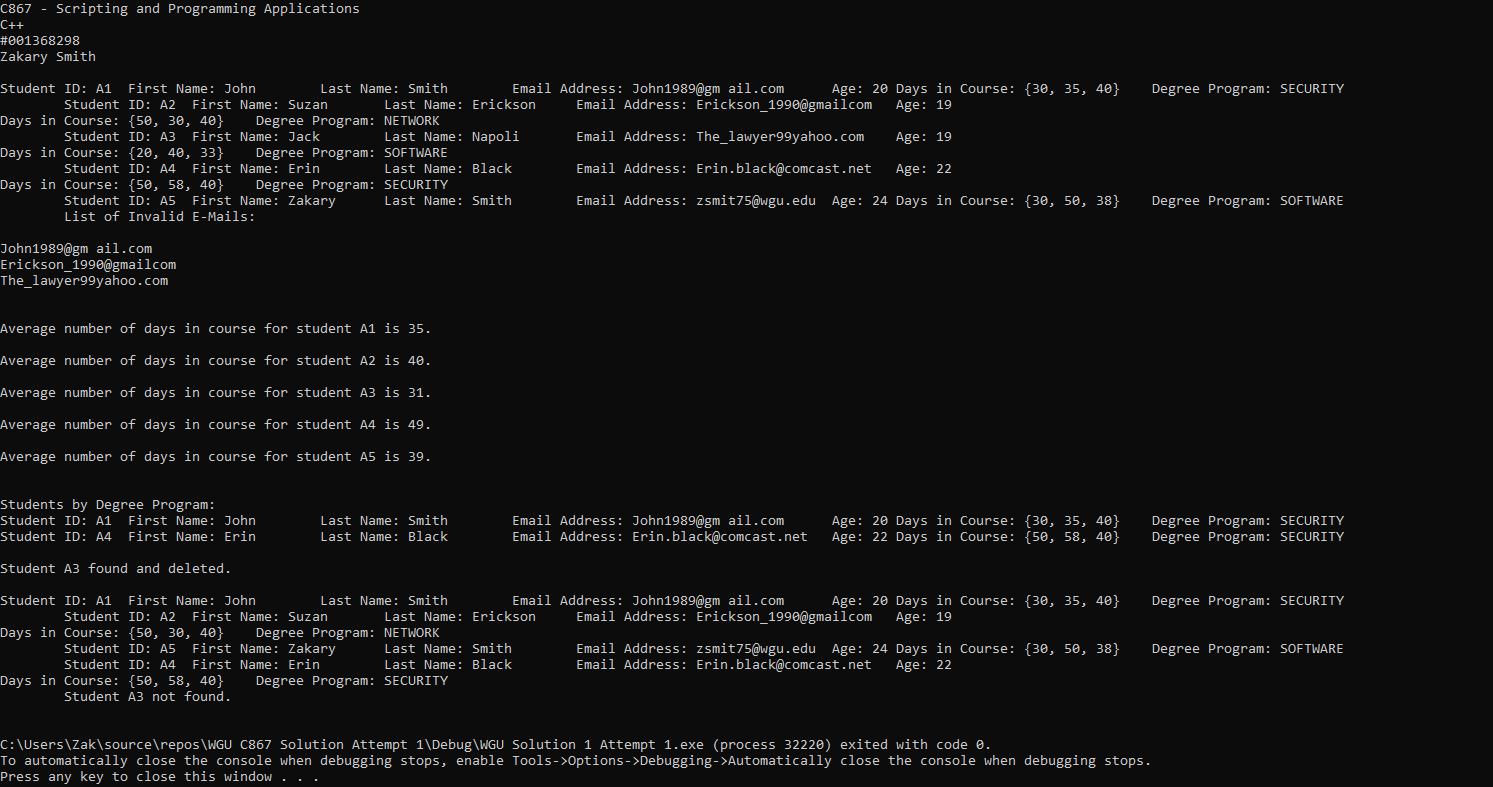 C867 - Scripting and Programming Applications
C++
#001368298
Zakary Smith
Student ID: A1  First Name: John        Last Name: Smith        Email Address: John1989@gm ail.com      Age: 20 Days in Course: {30, 35, 40}    Degree Program: SECURITY
        Student ID: A2  First Name: Suzan       Last Name: Erickson     Email Address: Erickson_1990@gmailcom   Age: 19
Days in Course: {50, 30, 40}    Degree Program: NETWORK
        Student ID: A3  First Name: Jack        Last Name: Napoli       Email Address: The_lawyer99yahoo.com    Age: 19
Days in Course: {20, 40, 33}    Degree Program: SOFTWARE
        Student ID: A4  First Name: Erin        Last Name: Black        Email Address: Erin.black@comcast.net   Age: 22
Days in Course: {50, 58, 40}    Degree Program: SECURITY
        Student ID: A5  First Name: Zakary      Last Name: Smith        Email Address: zsmit75@wgu.edu  Age: 24 Days in Course: {30, 50, 38}    Degree Program: SOFTWARE
        List of Invalid E-Mails:
John1989@gm ail.com
Erickson_1990@gmailcom
The_lawyer99yahoo.com
Average number of days in course for student A1 is 35.
Average number of days in course for student A2 is 40.
Average number of days in course for student A3 is 31.
Average number of days in course for student A4 is 49.
Average number of days in course for student A5 is 39.
Students by Degree Program:
Student ID: A1  First Name: John        Last Name: Smith        Email Address: John1989@gm ail.com      Age: 20 Days in Course: {30, 35, 40}    Degree Program: SECURITY
Student ID: A4  First Name: Erin        Last Name: Black        Email Address: Erin.black@comcast.net   Age: 22 Days in Course: {50, 58, 40}    Degree Program: SECURITY
Student A3 found and deleted.
Student ID: A1  First Name: John        Last Name: Smith        Email Address: John1989@gm ail.com      Age: 20 Days in Course: {30, 35, 40}    Degree Program: SECURITY
        Student ID: A2  First Name: Suzan       Last Name: Erickson     Email Address: Erickson_1990@gmailcom   Age: 19
Days in Course: {50, 30, 40}    Degree Program: NETWORK
        Student ID: A5  First Name: Zakary      Last Name: Smith        Email Address: zsmit75@wgu.edu  Age: 24 Days in Course: {30, 50, 38}    Degree Program: SOFTWARE
        Student ID: A4  First Name: Erin        Last Name: Black        Email Address: Erin.black@comcast.net   Age: 22
Days in Course: {50, 58, 40}    Degree Program: SECURITY
        Student A3 not found.
C:\Users\Zak\source\repos\WGU C867 Solution Attempt 1\Debug\WGU Solution 1 Attempt 1.exe (process 32220) exited with code 0.
To automatically close the console when debugging stops, enable Tools->Options->Debugging->Automatically close the console when debugging stops.
Press any key to close this window . . .